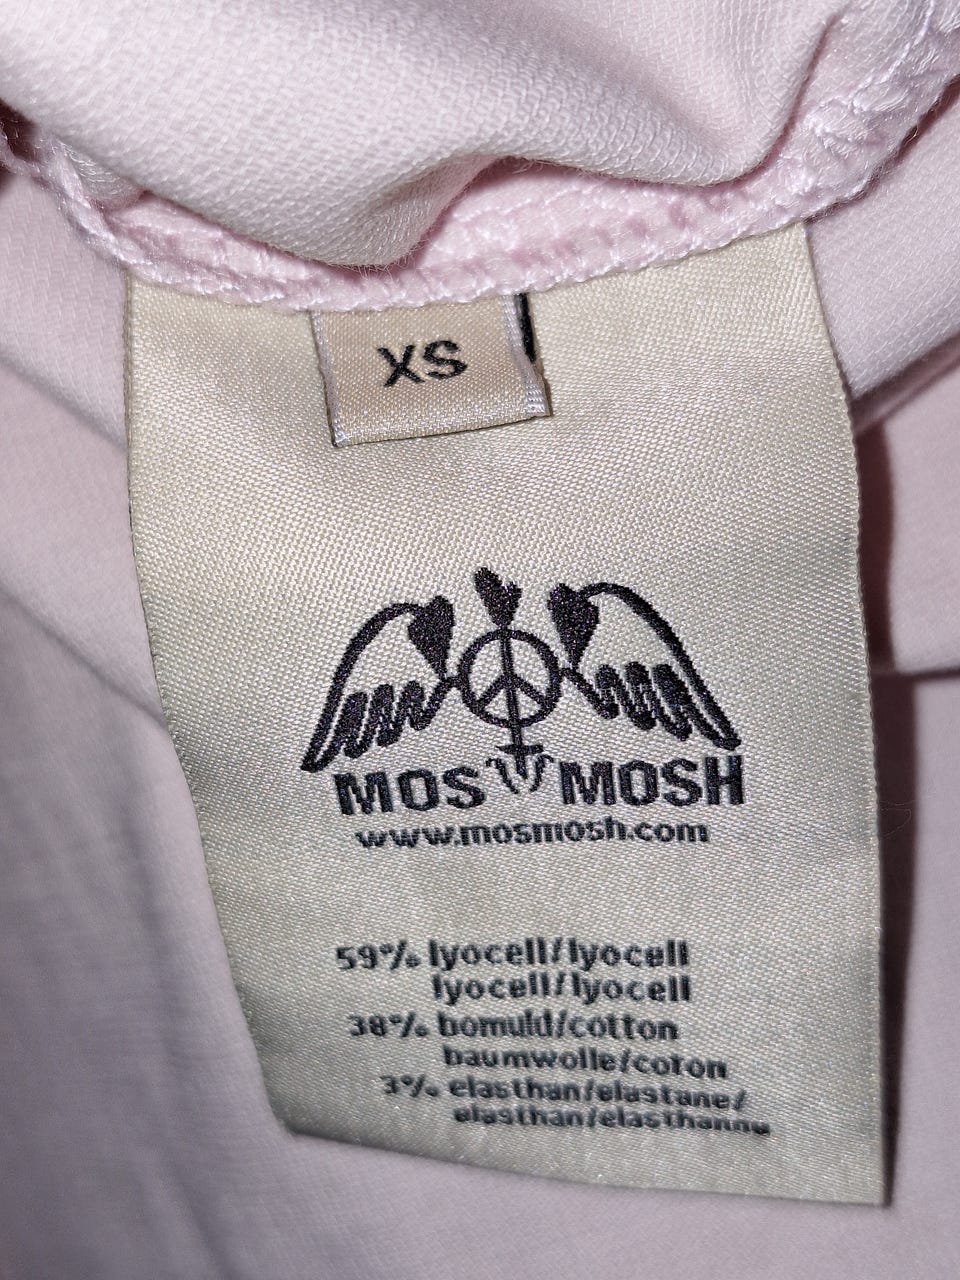 XS
MOS MOSH
www.mosmosh.com
59% lyocell/lyocell
lyocell/lyocell
38% bomuld/cotton
baumwolle/coton
3% elasthan/elastane/
elasthan/elasthanne